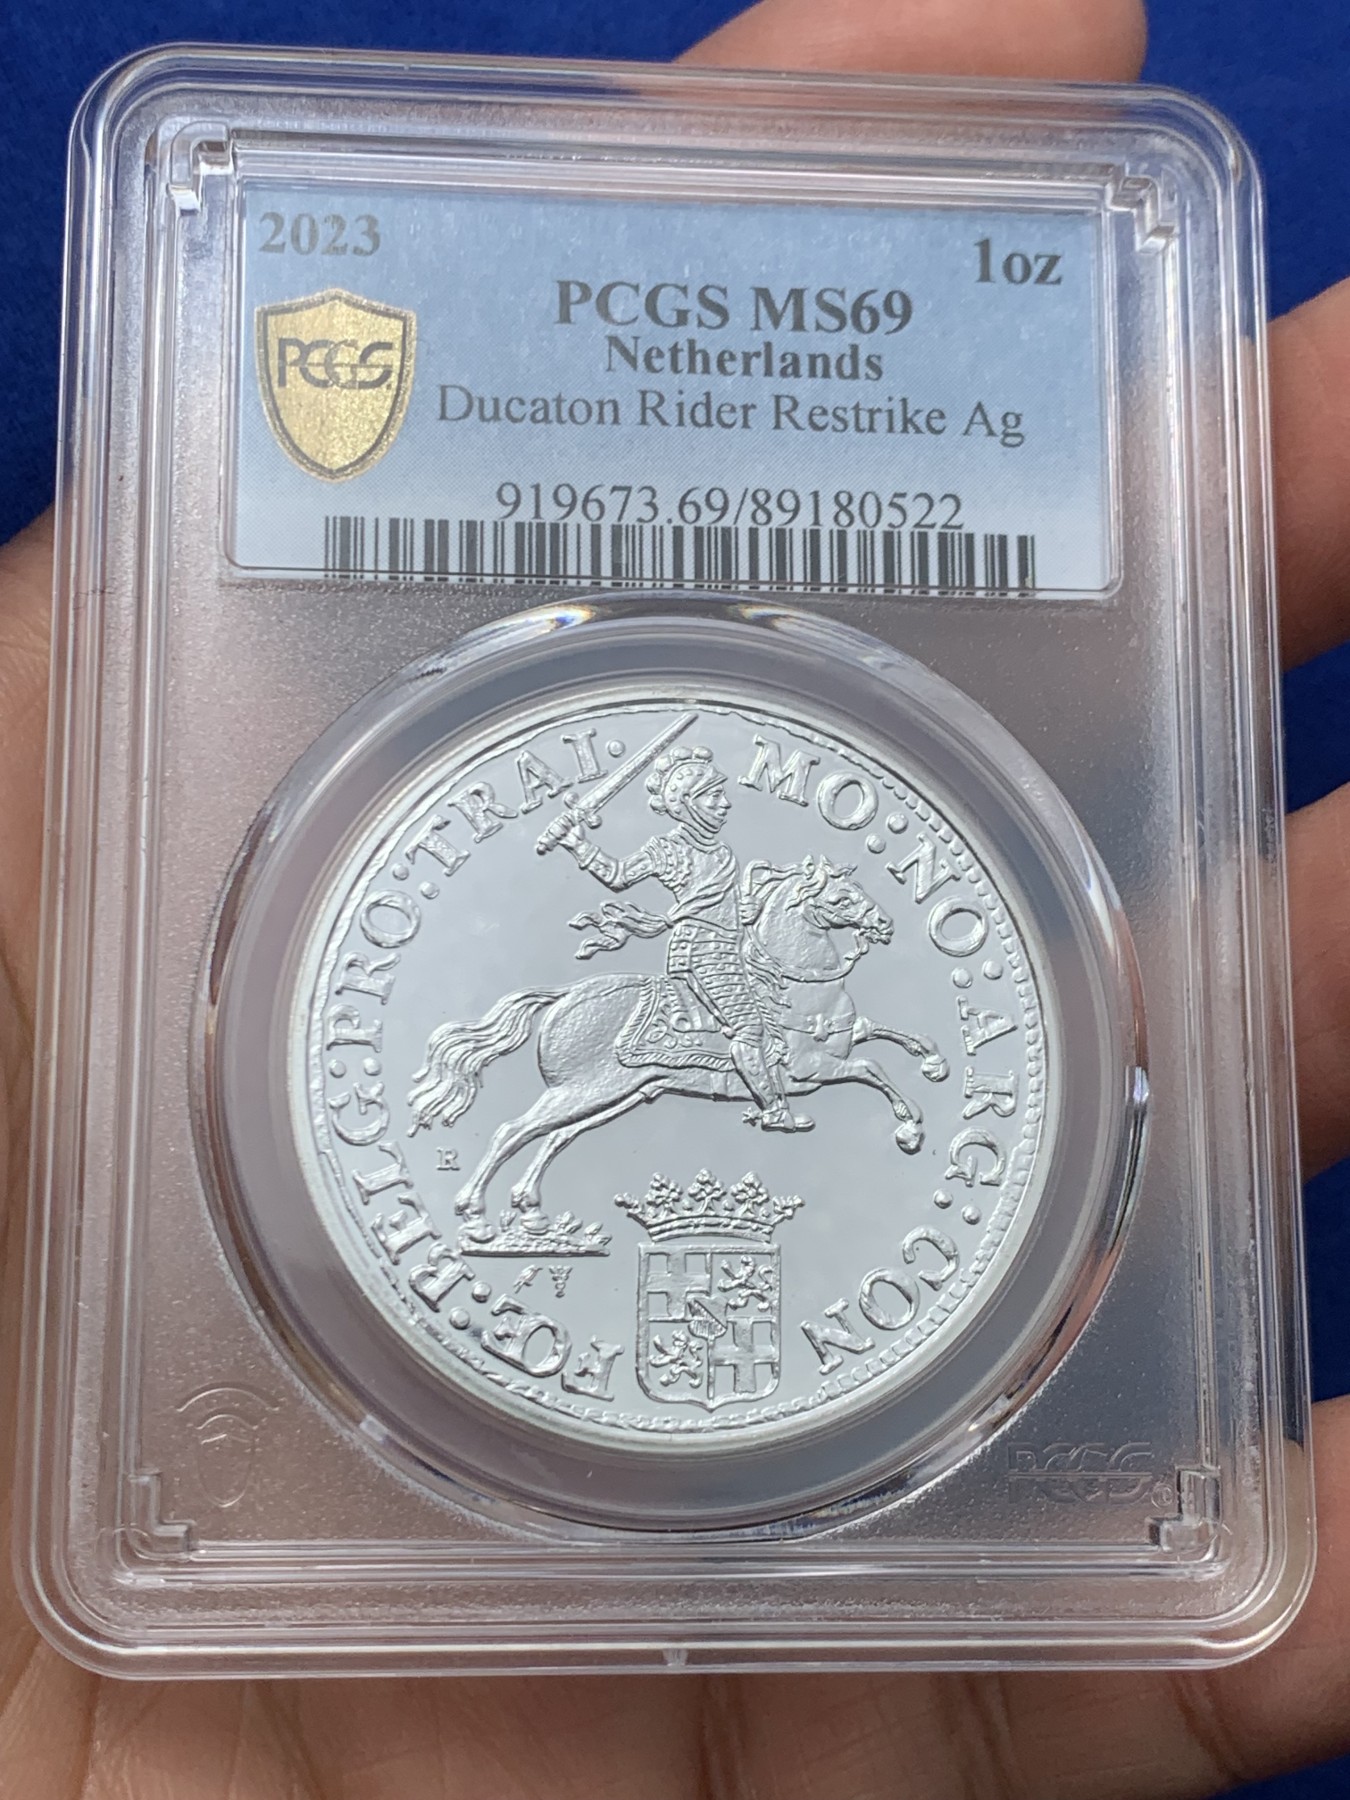 2023
1oz
PCGS MS69
Netherlands
PCGS
Ducaton Rider Restrike Ag
919673.69/89180522
MO:NO:ARG:CON
FŒ:BELG:PRO:TRAI·
R
PCGS